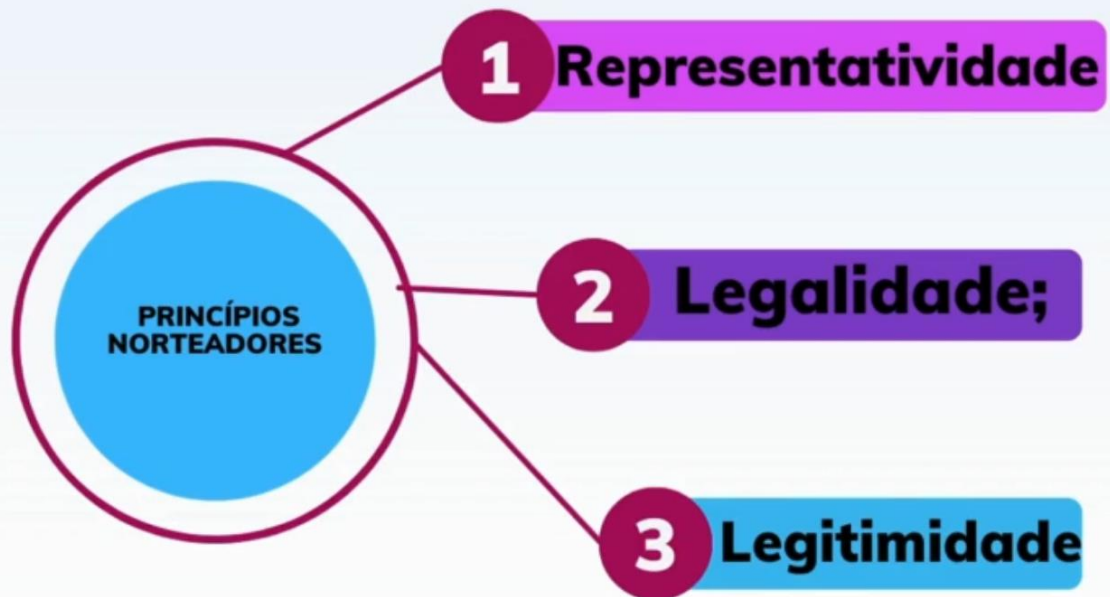 1 Representatividade
PRINCÍPIOS
NORTEADORES
2 Legalidade;
3 Legitimidade